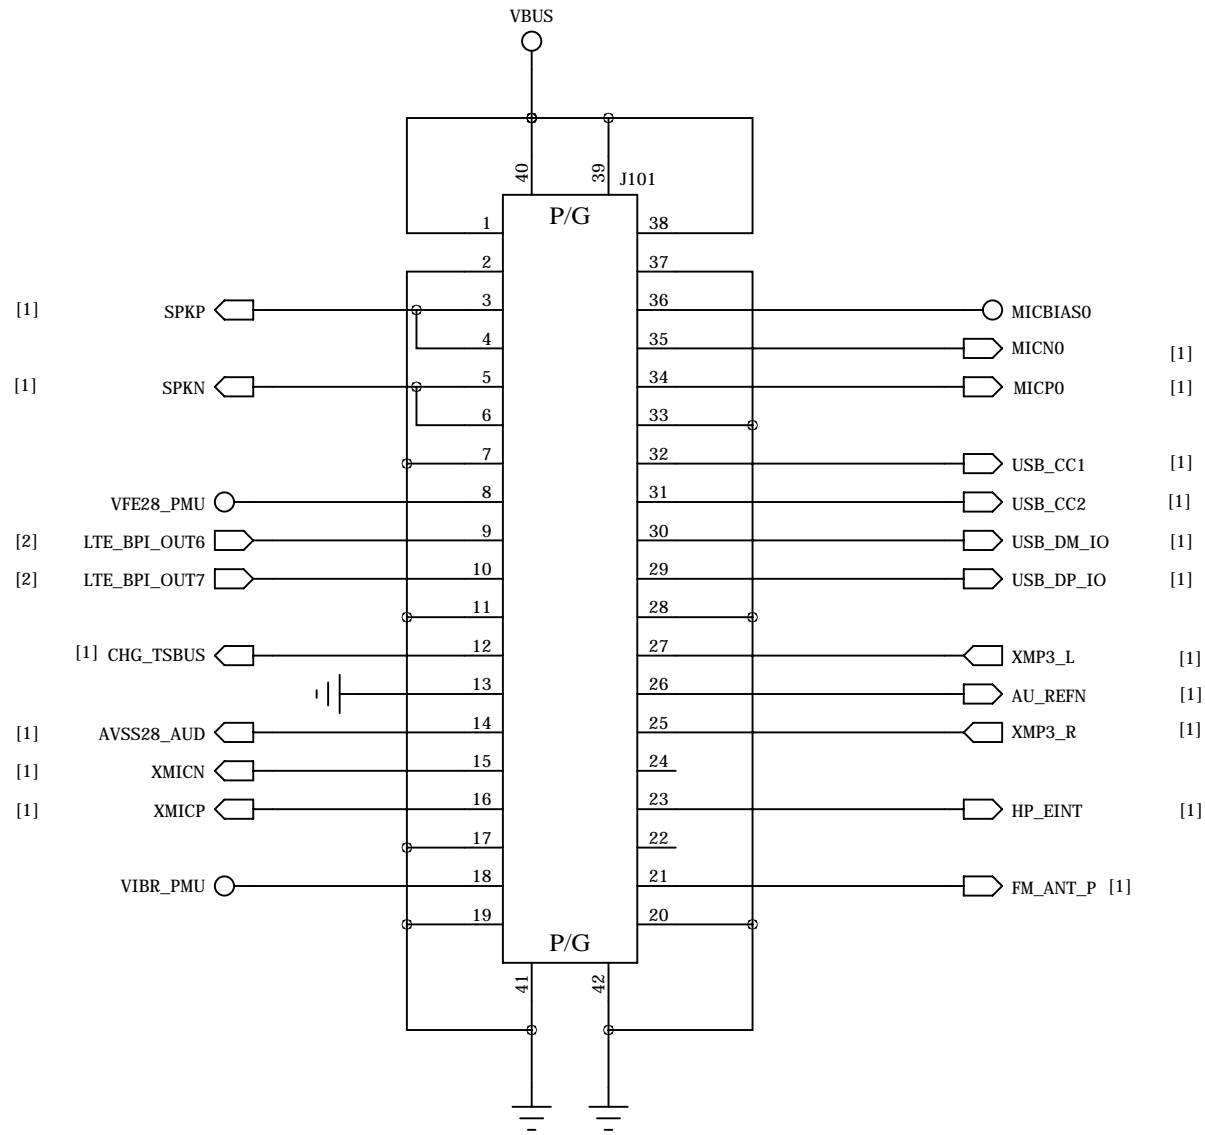 VBUS
40
39
J101
P/G
1
38
2
37
[1] SPKP 3
36 MICBIAS0
4
35 MICN0 [1]
[1] SPKN 5
34 MICP0 [1]
6
33
7
32 USB_CC1 [1]
VFE28_PMU 8
31 USB_CC2 [1]
[2] LTE_BPI_OUT6 9
30 USB_DM_IO [1]
[2] LTE_BPI_OUT7 10
29 USB_DP_IO [1]
11
28
[1] CHG_TSBUS 12
27 XMP3_L [1]
13
26 AU_REFN [1]
[1] AVSS28_AUD 14
25 XMP3_R [1]
[1] XMICN 15
24
[1] XMICP 16
23 HP_EINT [1]
17
22
VIBR_PMU 18
21 FM_ANT_P [1]
19
20
P/G
41
42